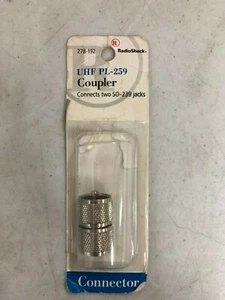 278-192
R
RadioShack.
UHF PL-259
Coupler
Connects two SO-239 jacks
Connector